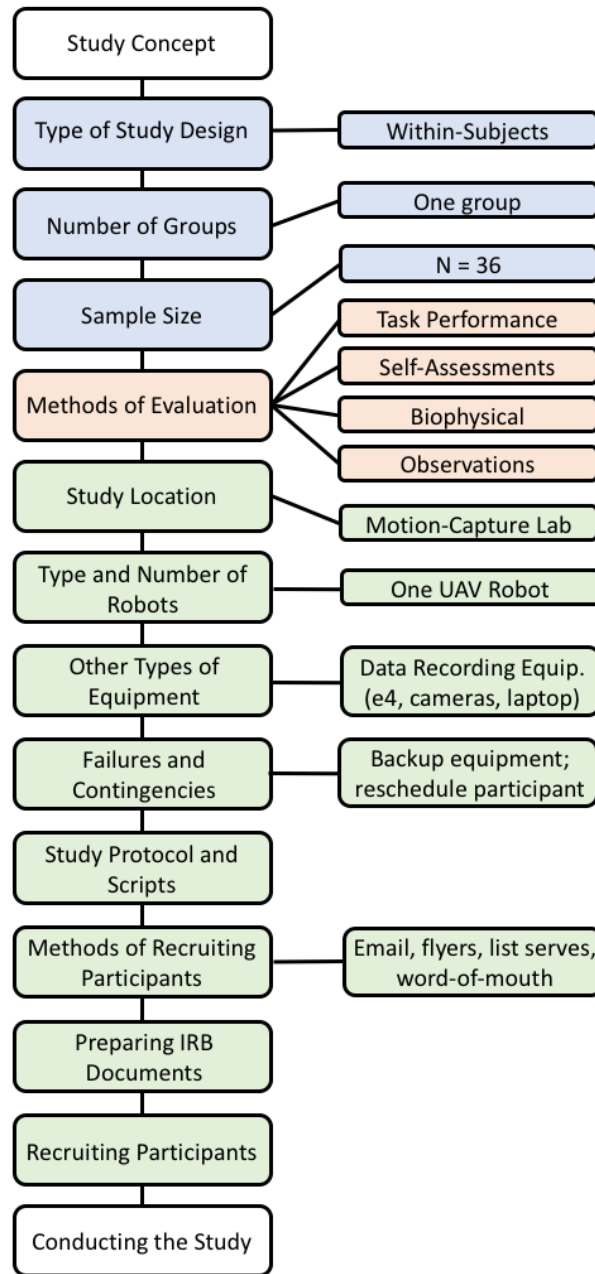 Study Concept
Type of Study Design
Within-Subjects
Number of Groups
One group
Sample Size
N = 36
Methods of Evaluation
Task Performance
Self-Assessments
Biophysical
Observations
Study Location
Motion-Capture Lab
Type and Number of
Robots
One UAV Robot
Other Types of
Equipment
Data Recording Equip.
(e4, cameras, laptop)
Failures and
Contingencies
Backup equipment;
reschedule participant
Study Protocol and
Scripts
Methods of Recruiting
Participants
Email, flyers, list serves,
word-of-mouth
Preparing IRB
Documents
Recruiting Participants
Conducting the Study